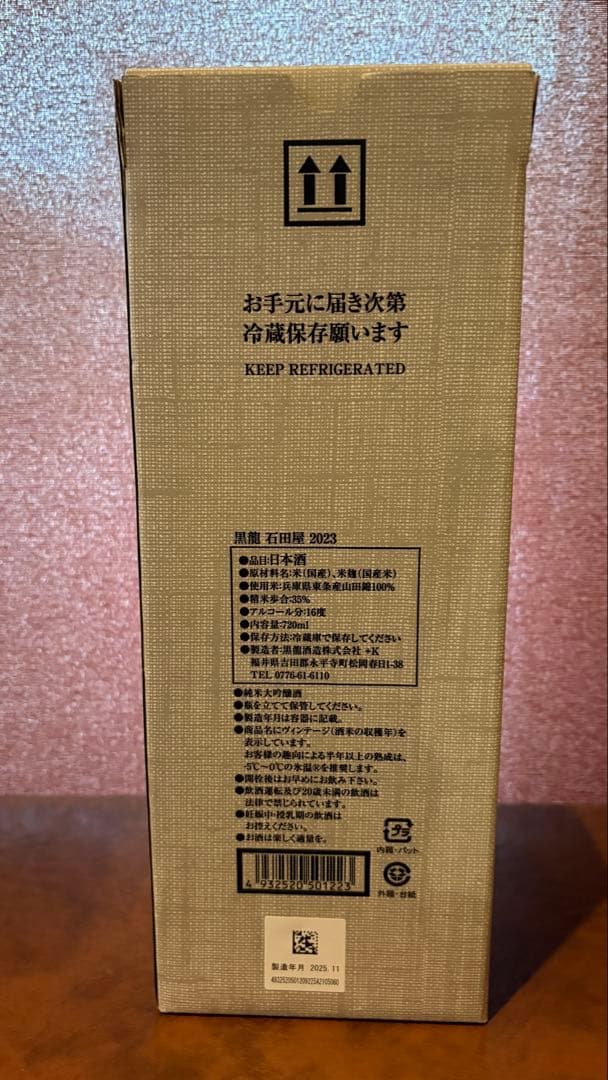 お手元に届き次第
冷蔵保存願います
KEEP REFRIGERATED
黒龍 石田屋 2023
●品目:日本酒
●原材料名:米(国産)、米麹(国産米)
●使用米:兵庫県東条産山田錦100%
●精米歩合:35%
●アルコール分:16度
●内容量:720ml
●保存方法:冷蔵庫で保存してください
●製造者:黒龍酒造株式会社 +K
福井県吉田郡永平寺町松岡春日1-38
TEL 0776-61-6110
●純米大吟醸酒
●瓶を立てて保管してください。
●製造年月は容器に記載。
●商品名にヴィンテージ(酒米の収穫年)を
表示しています。
お客様の趣向による半年以上の熟成は、
-5℃〜0℃の氷温®を推奨します。
●開栓後はお早めにお飲み下さい。
●飲酒運転及び20歳未満の飲酒は
法律で禁じられています。
●妊娠中・授乳期の飲酒は
お控えください。
●お酒は楽しく適量を。
プラ
内箱・パット
外箱・台紙
4 932520 501223
製造年月 2025.11